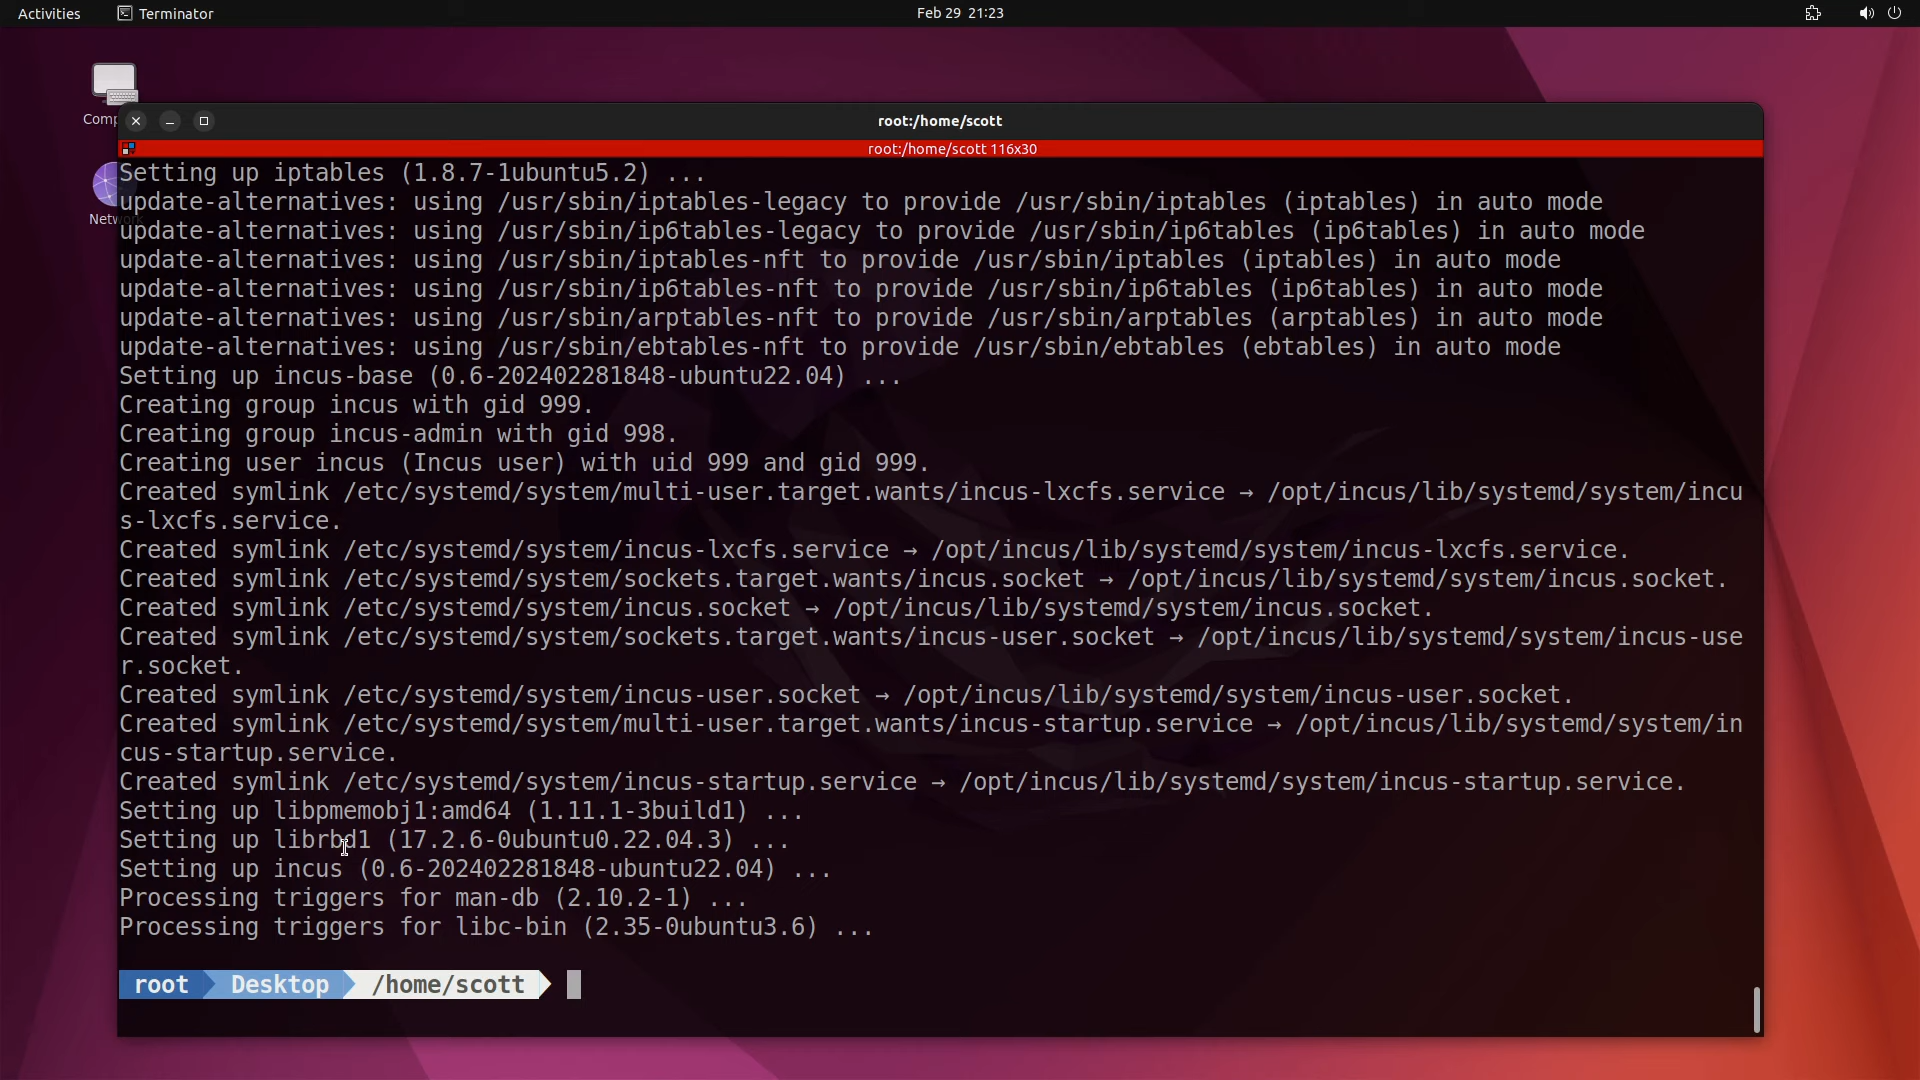 Activities
Terminator
Feb 29 21:23
Comp
Network
root:/home/scott
root:/home/scott 116x30
Setting up iptables (1.8.7-1ubuntu5.2) ...
update-alternatives: using /usr/sbin/iptables-legacy to provide /usr/sbin/iptables (iptables) in auto mode
update-alternatives: using /usr/sbin/ip6tables-legacy to provide /usr/sbin/ip6tables (ip6tables) in auto mode
update-alternatives: using /usr/sbin/iptables-nft to provide /usr/sbin/iptables (iptables) in auto mode
update-alternatives: using /usr/sbin/ip6tables-nft to provide /usr/sbin/ip6tables (ip6tables) in auto mode
update-alternatives: using /usr/sbin/arptables-nft to provide /usr/sbin/arptables (arptables) in auto mode
update-alternatives: using /usr/sbin/ebtables-nft to provide /usr/sbin/ebtables (ebtables) in auto mode
Setting up incus-base (0.6-202402281848-ubuntu22.04) ...
Creating group incus with gid 999.
Creating group incus-admin with gid 998.
Creating user incus (Incus user) with uid 999 and gid 999.
Created symlink /etc/systemd/system/multi-user.target.wants/incus-lxcfs.service → /opt/incus/lib/systemd/system/incu
s-lxcfs.service.
Created symlink /etc/systemd/system/incus-lxcfs.service → /opt/incus/lib/systemd/system/incus-lxcfs.service.
Created symlink /etc/systemd/system/sockets.target.wants/incus.socket → /opt/incus/lib/systemd/system/incus.socket.
Created symlink /etc/systemd/system/incus.socket → /opt/incus/lib/systemd/system/incus.socket.
Created symlink /etc/systemd/system/sockets.target.wants/incus-user.socket → /opt/incus/lib/systemd/system/incus-use
r.socket.
Created symlink /etc/systemd/system/incus-user.socket → /opt/incus/lib/systemd/system/incus-user.socket.
Created symlink /etc/systemd/system/multi-user.target.wants/incus-startup.service → /opt/incus/lib/systemd/system/in
cus-startup.service.
Created symlink /etc/systemd/system/incus-startup.service → /opt/incus/lib/systemd/system/incus-startup.service.
Setting up libpmemobj1:amd64 (1.11.1-3build1) ...
Setting up librbd1 (17.2.6-0ubuntu0.22.04.3) ...
Setting up incus (0.6-202402281848-ubuntu22.04) ...
Processing triggers for man-db (2.10.2-1) ...
Processing triggers for libc-bin (2.35-0ubuntu3.6) ...
root Desktop /home/scott